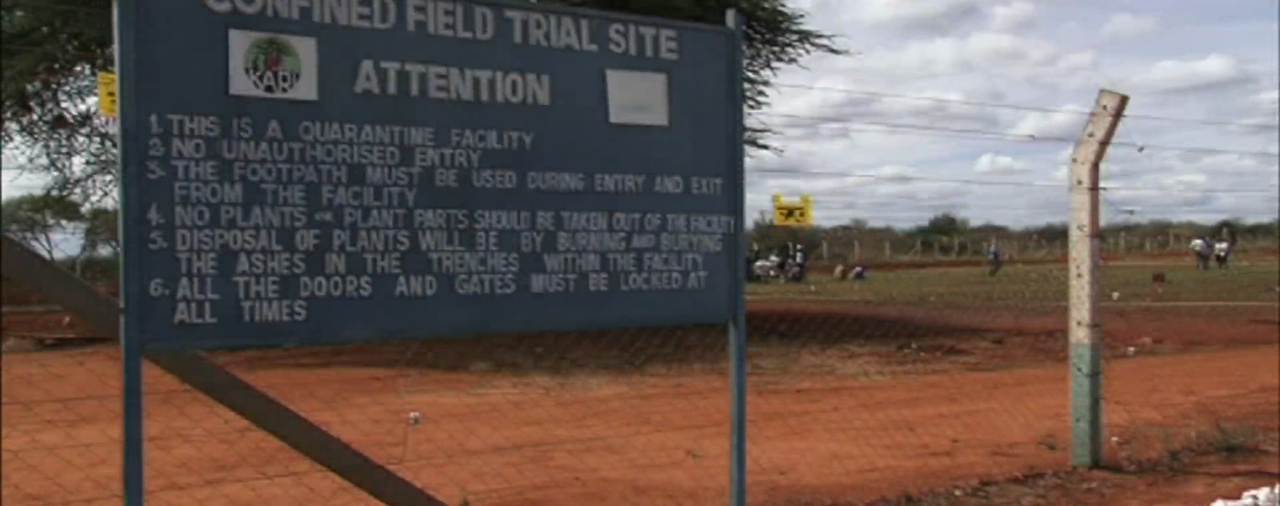 CONFINED FIELD TRIAL SITE
KARI
ATTENTION
1. THIS IS A QUARANTINE FACILITY
2. NO UNAUTHORISED ENTRY
3. THE FOOTPATH MUST BE USED DURING ENTRY AND EXIT
FROM THE FACILITY
4. NO PLANTS OR PLANT PARTS SHOULD BE TAKEN OUT OF THE FACILITY
5. DISPOSAL OF PLANTS WILL BE BY BURNING AND BURYING
THE ASHES IN THE TRENCHES WITHIN THE FACILITY
6. ALL THE DOORS AND GATES MUST BE LOCKED AT
ALL TIMES